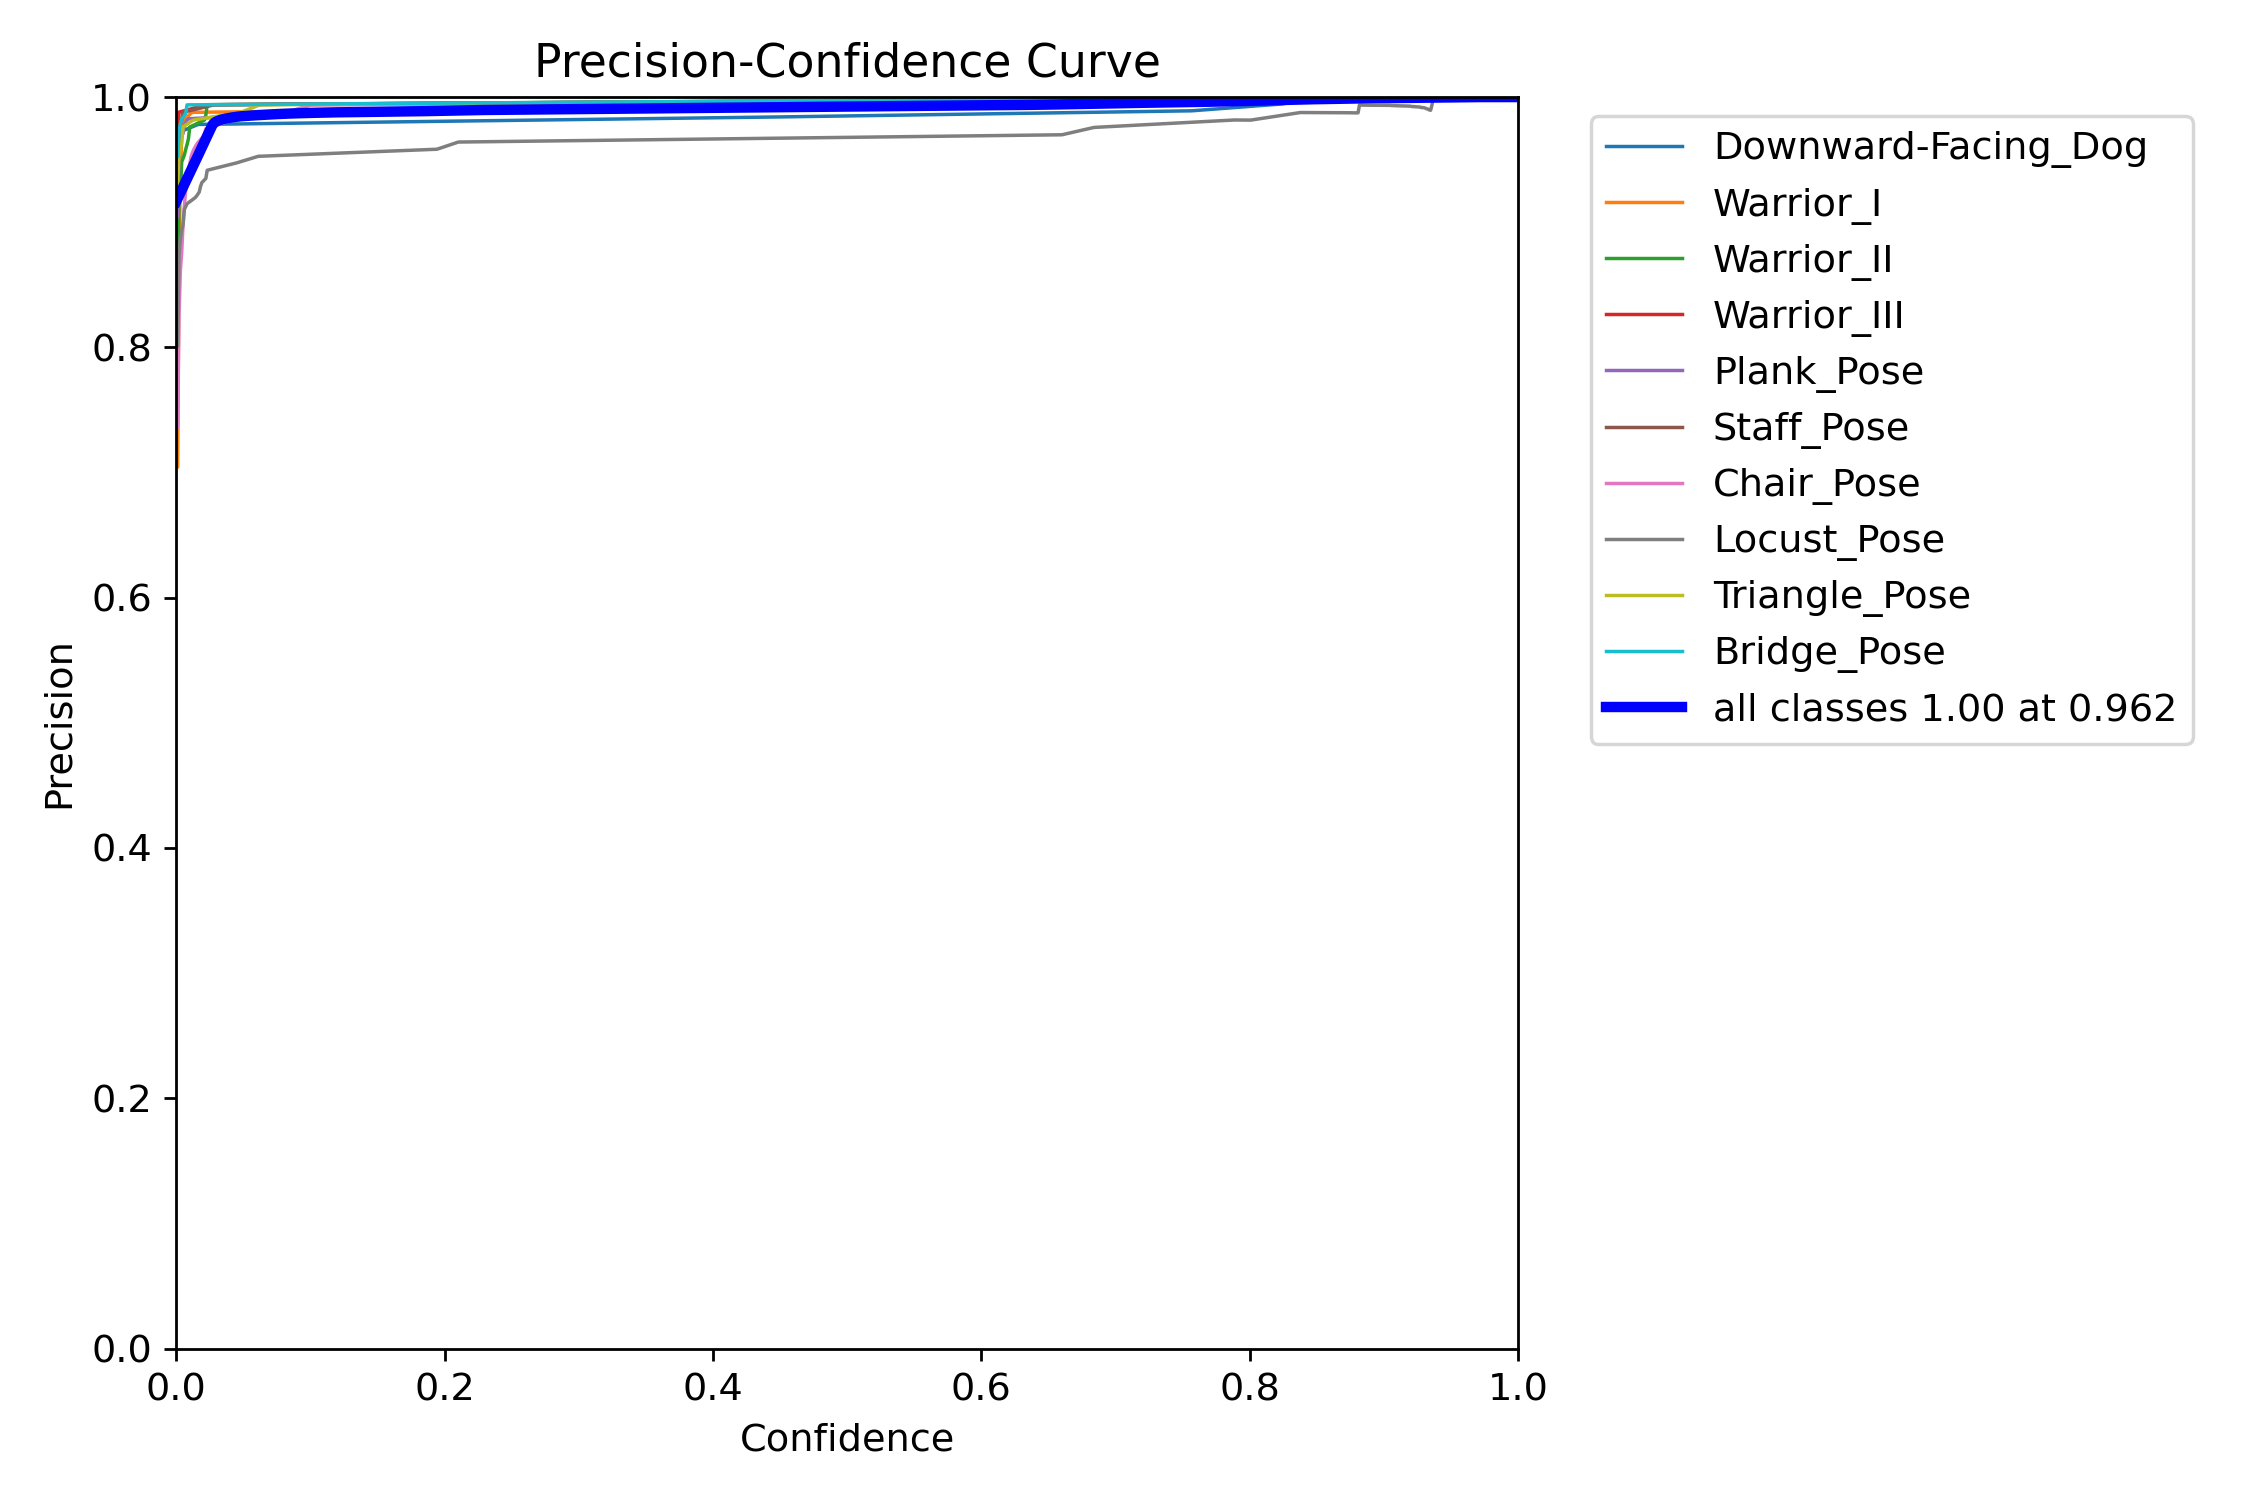 Precision-Confidence Curve
1.0
0.8
0.6
0.4
0.2
0.0
Precision
0.0 0.2 0.4 0.6 0.8 1.0
Confidence
Downward-Facing_Dog
Warrior_I
Warrior_II
Warrior_III
Plank_Pose
Staff_Pose
Chair_Pose
Locust_Pose
Triangle_Pose
Bridge_Pose
all classes 1.00 at 0.962